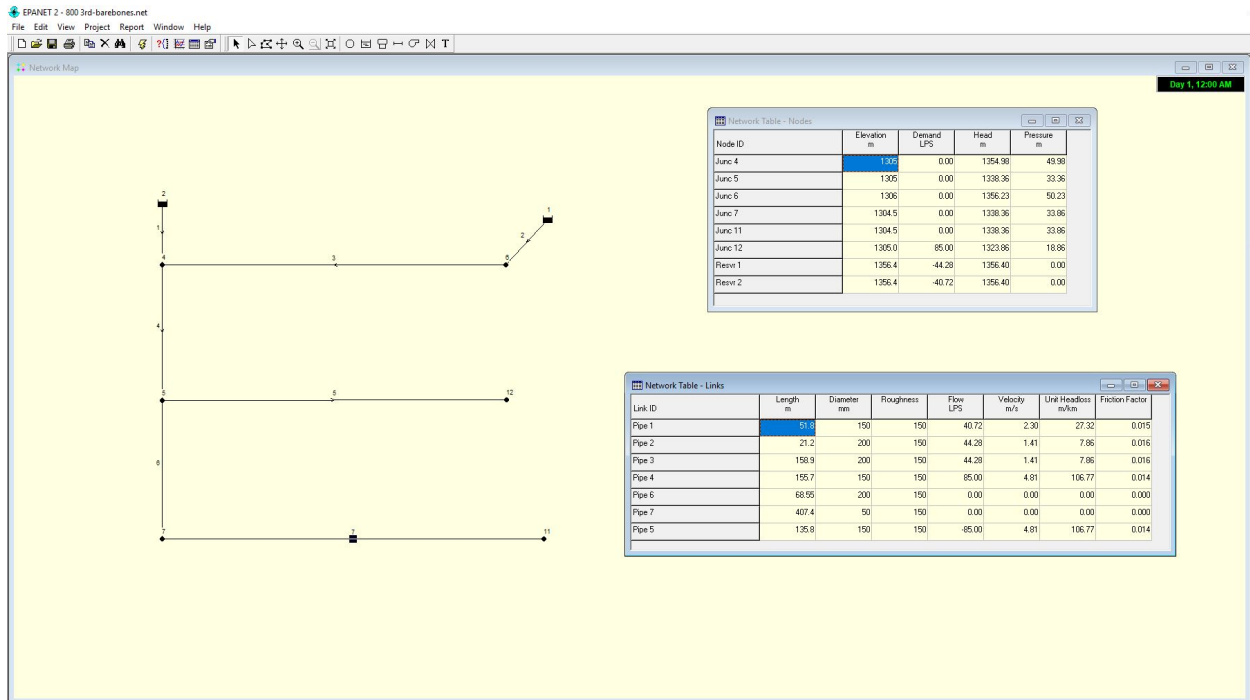 EPANET 2 - 800 3rd-barebones.net
File Edit View Project Report Window Help
Network Map
Day 1, 12:00 AM
2
1
1
2
4
3
6
4
5
5
12
6
7
7
11
Network Table - Nodes
Node ID Elevation m Demand LPS Head m Pressure m
Junc 4 1305 0.00 1354.98 49.98
Junc 5 1305 0.00 1338.36 33.36
Junc 6 1306 0.00 1356.23 50.23
Junc 7 1304.5 0.00 1338.36 33.86
Junc 11 1304.5 0.00 1338.36 33.86
Junc 12 1305.0 85.00 1323.86 18.86
Resvr 1 1356.4 -44.28 1356.40 0.00
Resvr 2 1356.4 -40.72 1356.40 0.00
Network Table - Links
Link ID Length m Diameter mm Roughness Flow LPS Velocity m/s Unit Headloss m/km Friction Factor
Pipe 1 51.8 150 150 40.72 2.30 27.32 0.015
Pipe 2 21.2 200 150 44.28 1.41 7.86 0.016
Pipe 3 158.9 200 150 44.28 1.41 7.86 0.016
Pipe 4 155.7 150 150 85.00 4.81 106.77 0.014
Pipe 6 68.55 200 150 0.00 0.00 0.00 0.000
Pipe 7 407.4 50 150 0.00 0.00 0.00 0.000
Pipe 5 135.8 150 150 -85.00 4.81 106.77 0.014